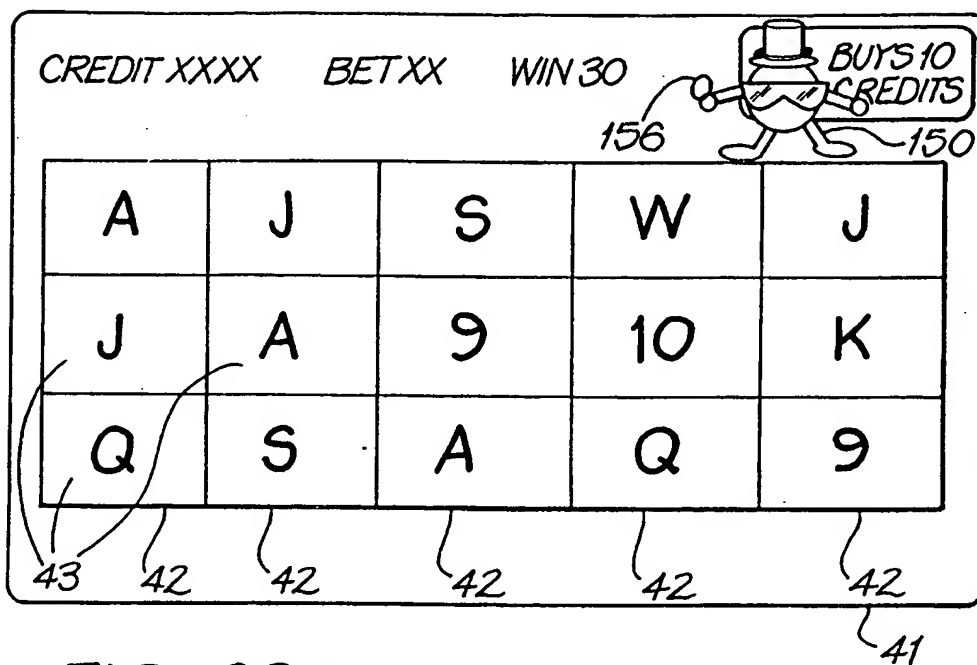 CREDIT XXXX BET XX WIN 30 BUYS 10
CREDITS
156
150
A J S W J
J A 9 10 K
Q S A Q 9
43 42 42 42 42 42
41